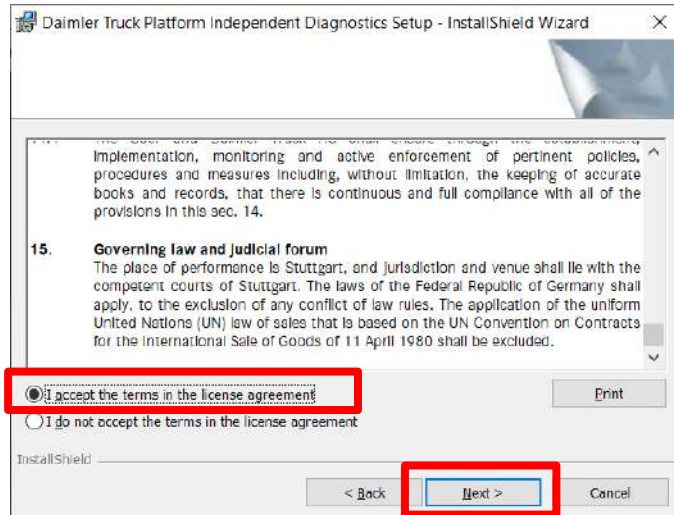 Daimler Truck Platform Independent Diagnostics Setup - InstallShield Wizard
implementation, monitoring and active enforcement of pertinent policies,
procedures and measures including, without limitation, the keeping of accurate
books and records, that there is continuous and full compliance with all of the
provisions in this sec. 14.
15. Governing law and judicial forum
The place of performance is Stuttgart, and jurisdiction and venue shall lie with the
competent courts of Stuttgart. The laws of the Federal Republic of Germany shall
apply, to the exclusion of any conflict of law rules. The application of the uniform
United Nations (UN) law of sales that is based on the UN Convention on Contracts
for the International Sale of Goods of 11 April 1980 shall be excluded.
I accept the terms in the license agreement
Print
I do not accept the terms in the license agreement
InstallShield
< Back
Next >
Cancel